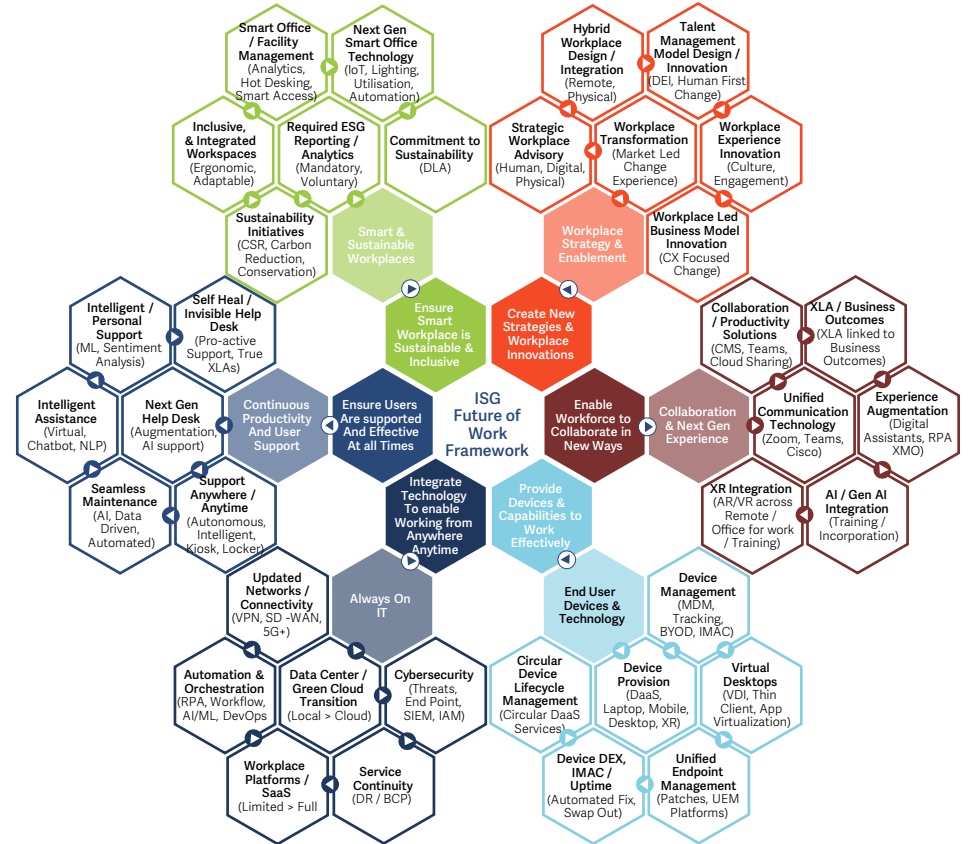 Smart Office
/ Facility
Management
(Analytics,
Hot Desking,
Smart Access)
Next Gen
Smart Office
Technology
(IoT, Lighting,
Utilisation,
Automation)
Inclusive,
& Integrated
Workspaces
(Ergonomic,
Adaptable)
Required ESG
Reporting /
Analytics
(Mandatory,
Voluntary)
Commitment to
Sustainability
(DLA)
Sustainability
Initiatives
(CSR, Carbon
Reduction,
Conservation)
Smart &
Sustainable
Workplaces
Ensure
Smart
Workplace is
Sustainable &
Inclusive
Hybrid
Workplace
Design /
Integration
(Remote,
Physical)
Talent
Management
Model Design /
Innovation
(DEI, Human First
Change)
Strategic
Workplace
Advisory
(Human, Digital,
Physical)
Workplace
Transformation
(Market Led
Change
Experience)
Workplace
Experience
Innovation
(Culture,
Engagement)
Workplace
Strategy &
Enablement
Workplace Led
Business Model
Innovation
(CX Focused
Change)
Create New
Strategies &
Workplace
Innovations
Intelligent /
Personal
Support
(ML, Sentiment
Analysis)
Self Heal /
Invisible Help
Desk
(Pro-active
Support, True
XLAs)
Intelligent
Assistance
(Virtual,
Chatbot, NLP)
Next Gen
Help Desk
(Augmentation,
AI support)
Continuous
Productivity
And User
Support
Ensure Users
Are supported
And Effective
At all Times
Seamless
Maintenance
(AI, Data
Driven,
Automated)
Support
Anywhere /
Anytime
(Autonomous,
Intelligent,
Kiosk, Locker)
ISG
Future of
Work
Framework
Enable
Workforce to
Collaborate in
New Ways
Collaboration
& Next Gen
Experience
Collaboration
/ Productivity
Solutions
(CMS, Teams,
Cloud Sharing)
XLA / Business
Outcomes
(XLA linked to
Business
Outcomes)
Unified
Communication
Technology
(Zoom, Teams,
Cisco)
Experience
Augmentation
(Digital
Assistants, RPA
XMO)
XR Integration
(AR/VR across
Remote /
Office for work
/ Training)
AI / Gen AI
Integration
(Training /
Incorporation)
Integrate
Technology
To enable
Working from
Anywhere
Anytime
Provide
Devices &
Capabilities to
Work
Effectively
Updated
Networks /
Connectivity
(VPN, SD -WAN,
5G+)
Always On
IT
Automation &
Orchestration
(RPA, Workflow,
AI/ML, DevOps
Data Center /
Green Cloud
Transition
(Local > Cloud)
Cybersecurity
(Threats,
End Point,
SIEM, IAM)
Workplace
Platforms /
SaaS
(Limited > Full
Service
Continuity
(DR / BCP)
End User
Devices &
Technology
Device
Management
(MDM,
Tracking,
BYOD, IMAC)
Circular
Device
Lifecycle
Management
(Circular DaaS
Services)
Device
Provision
(DaaS,
Laptop, Mobile,
Desktop, XR)
Virtual
Desktops
(VDI, Thin
Client, App
Virtualization)
Device DEX,
IMAC /
Uptime
(Automated Fix,
Swap Out)
Unified
Endpoint
Management
(Patches, UEM
Platforms)